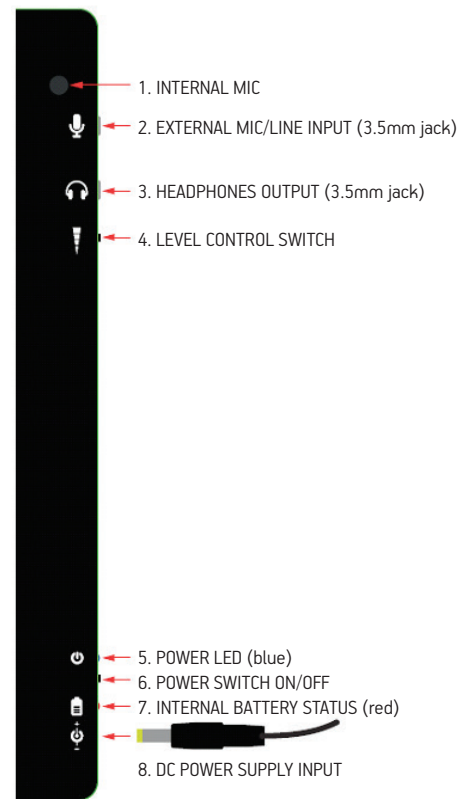 1. INTERNAL MIC
2. EXTERNAL MIC/LINE INPUT (3.5mm jack)
3. HEADPHONES OUTPUT (3.5mm jack)
4. LEVEL CONTROL SWITCH
5. POWER LED (blue)
6. POWER SWITCH ON/OFF
7. INTERNAL BATTERY STATUS (red)
8. DC POWER SUPPLY INPUT